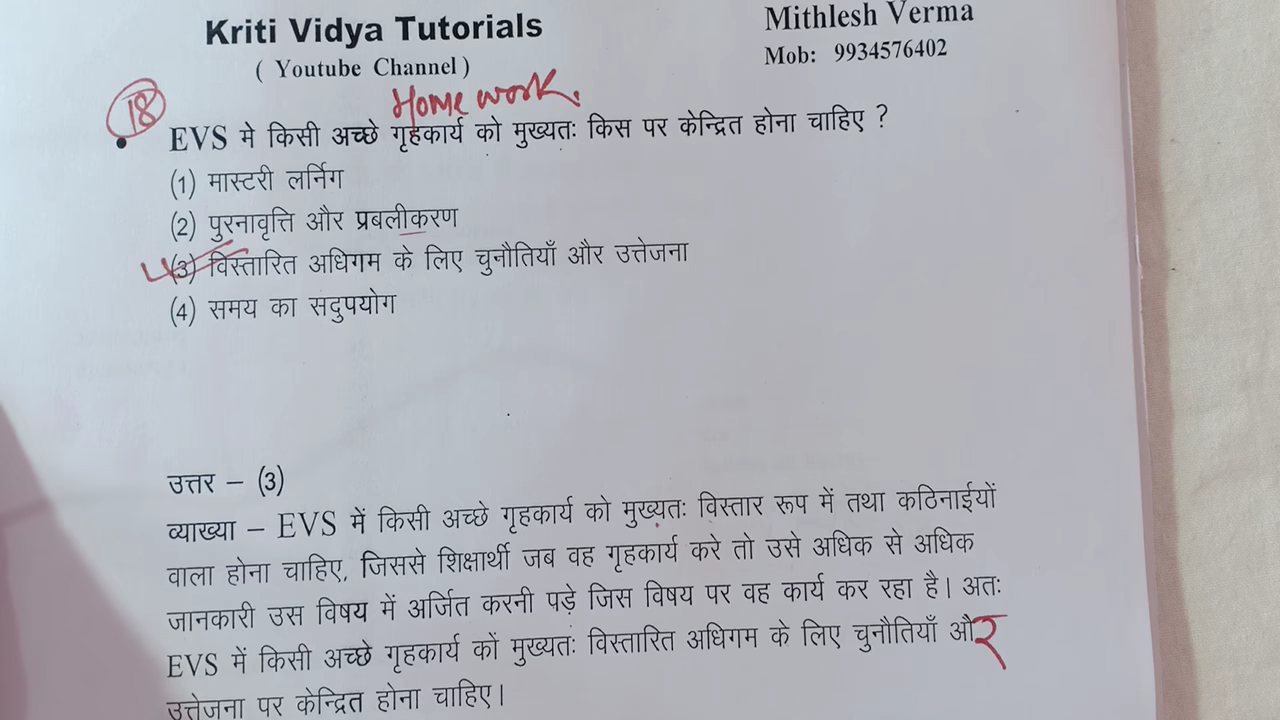 Kriti Vidya Tutorials
( Youtube Channel )
Mithlesh Verma
Mob: 9934576402
18
Home work.
EVS मे किसी अच्छे गृहकार्य को मुख्यतः किस पर केन्द्रित होना चाहिए ?
(1) मास्टरी लर्निग
(2) पुरनावृत्ति और प्रबलीकरण
(3) विस्तारित अधिगम के लिए चुनौतियाँ और उत्तेजना
(4) समय का सदुपयोग
उत्तर – (3)
व्याख्या – EVS में किसी अच्छे गृहकार्य को मुख्यतः विस्तार रूप में तथा कठिनाईयों
वाला होना चाहिए, जिससे शिक्षार्थी जब वह गृहकार्य करे तो उसे अधिक से अधिक
जानकारी उस विषय में अर्जित करनी पड़े जिस विषय पर वह कार्य कर रहा है। अतः
EVS में किसी अच्छे गृहकार्य कों मुख्यतः विस्तारित अधिगम के लिए चुनौतियाँ और
उत्तेजना पर केन्द्रित होना चाहिए।